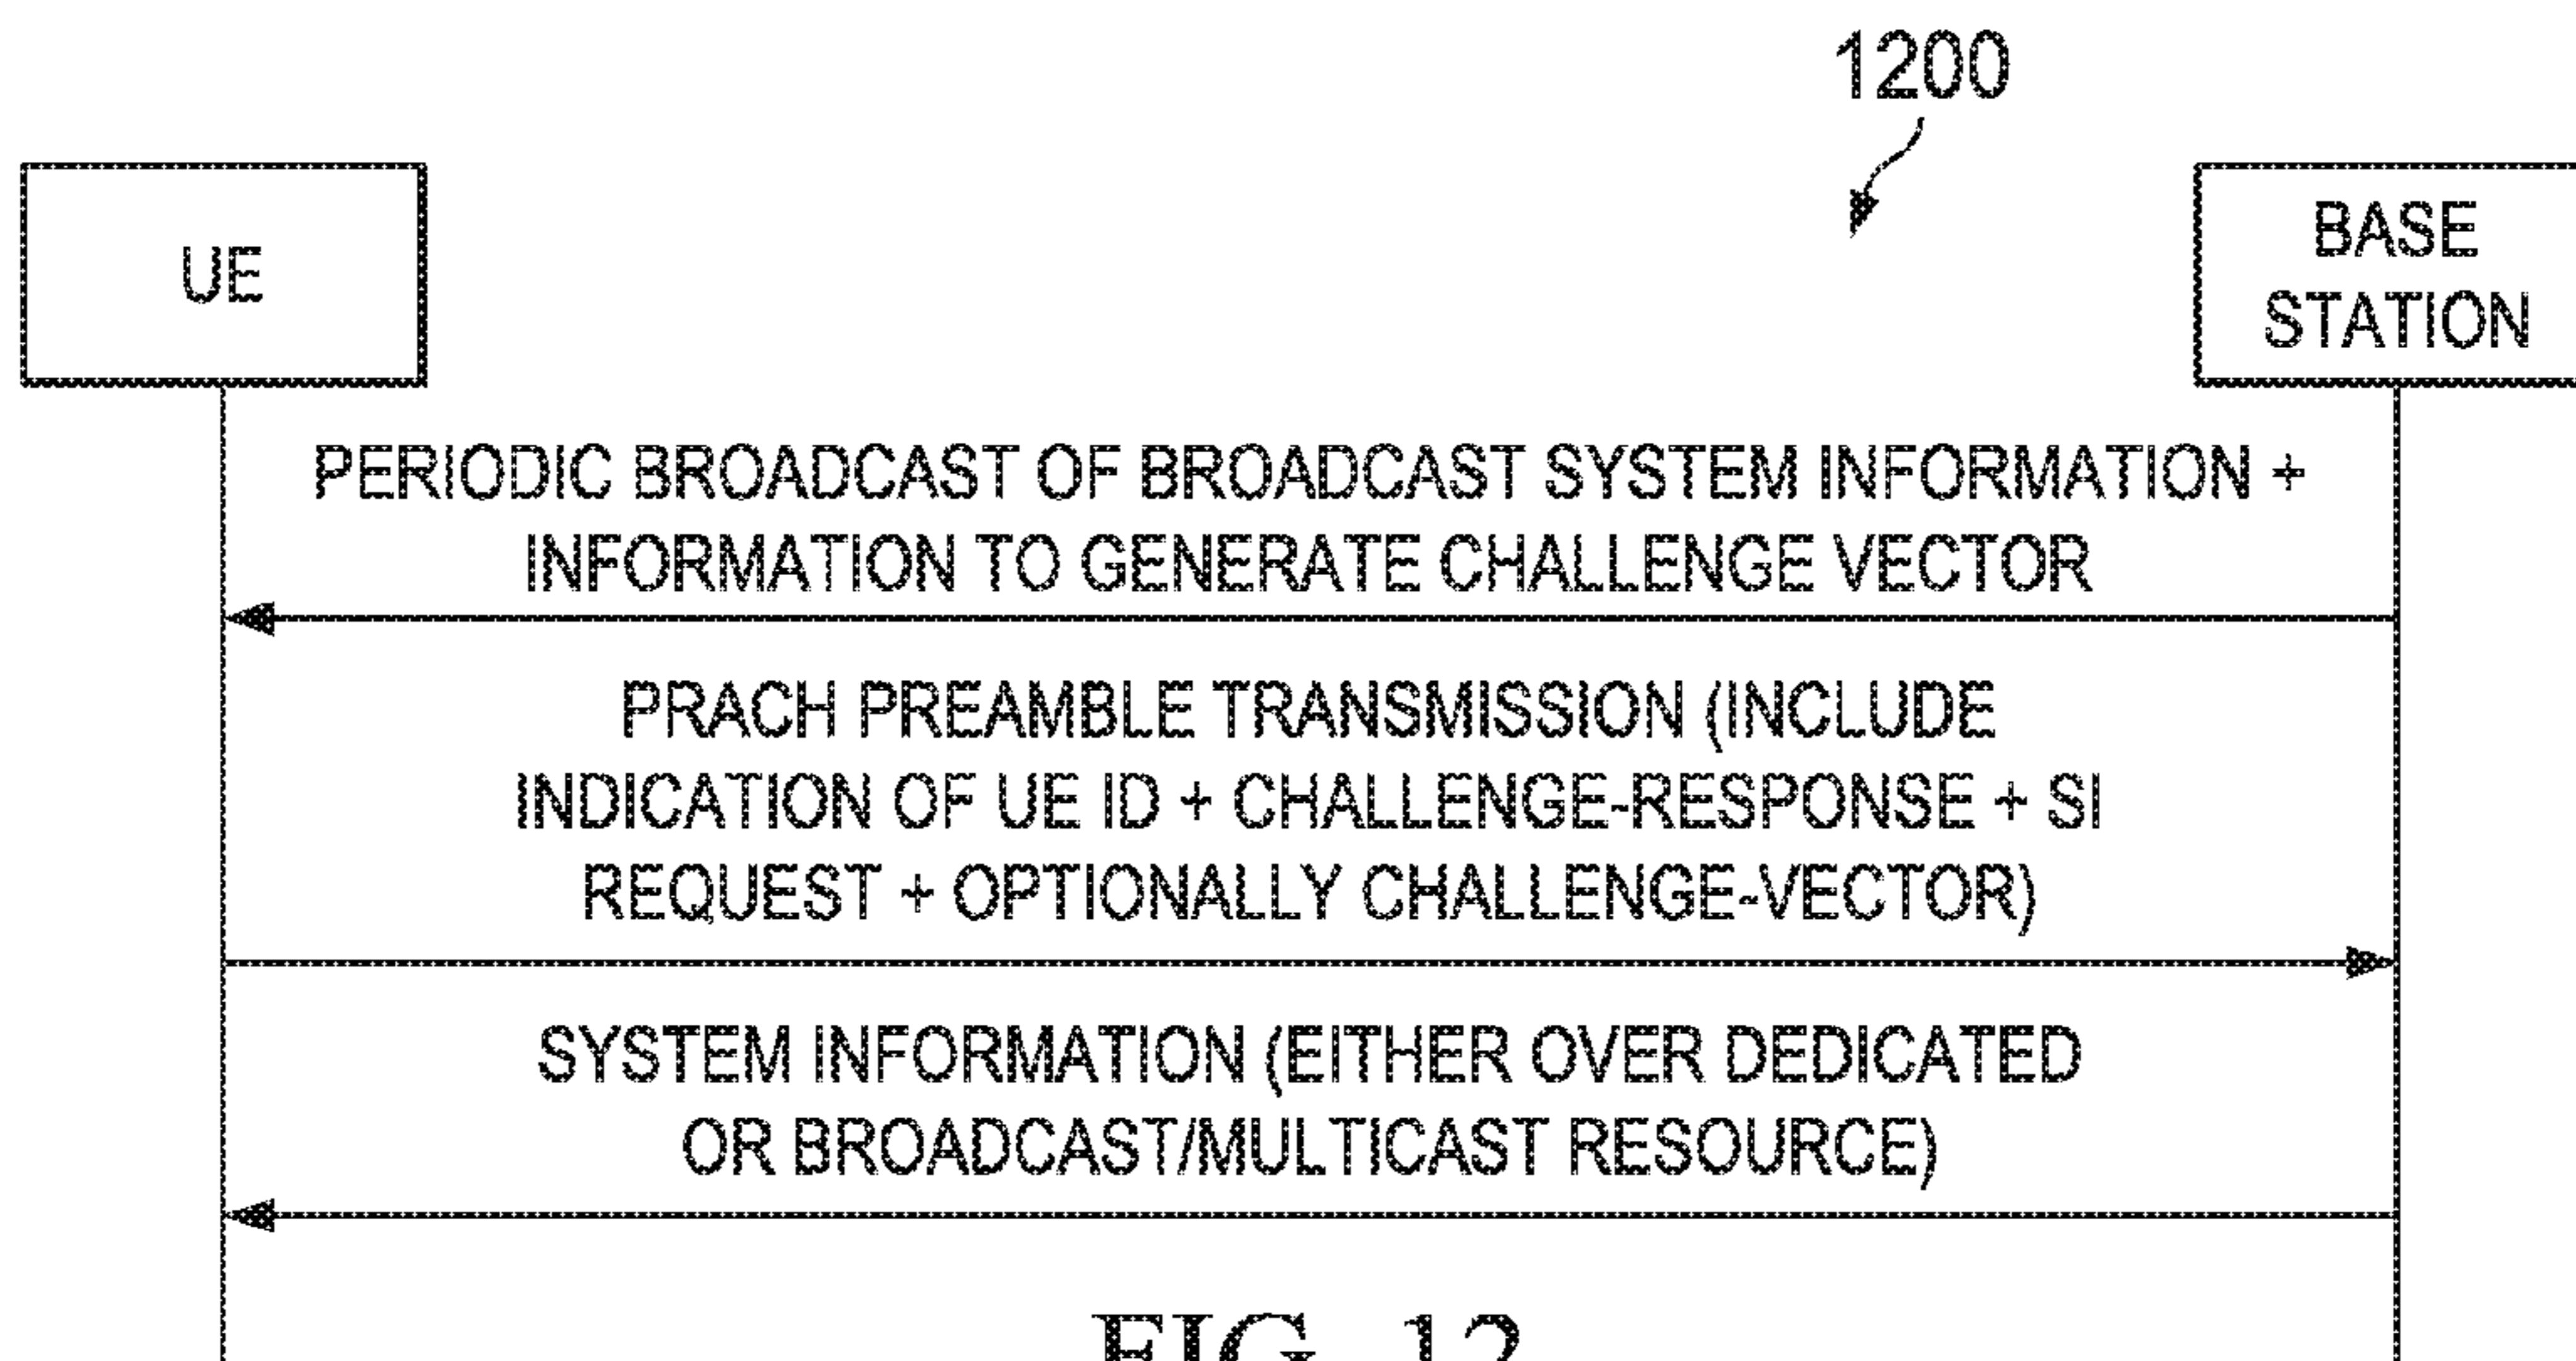 1200
UE
BASE
STATION
PERIODIC BROADCAST OF BROADCAST SYSTEM INFORMATION +
INFORMATION TO GENERATE CHALLENGE VECTOR
PRACH PREAMBLE TRANSMISSION (INCLUDE
INDICATION OF UE ID + CHALLENGE-RESPONSE + SI
REQUEST + OPTIONALLY CHALLENGE-VECTOR)
SYSTEM INFORMATION (EITHER OVER DEDICATED
OR BROADCAST/MULTICAST RESOURCE)
FIG. 12